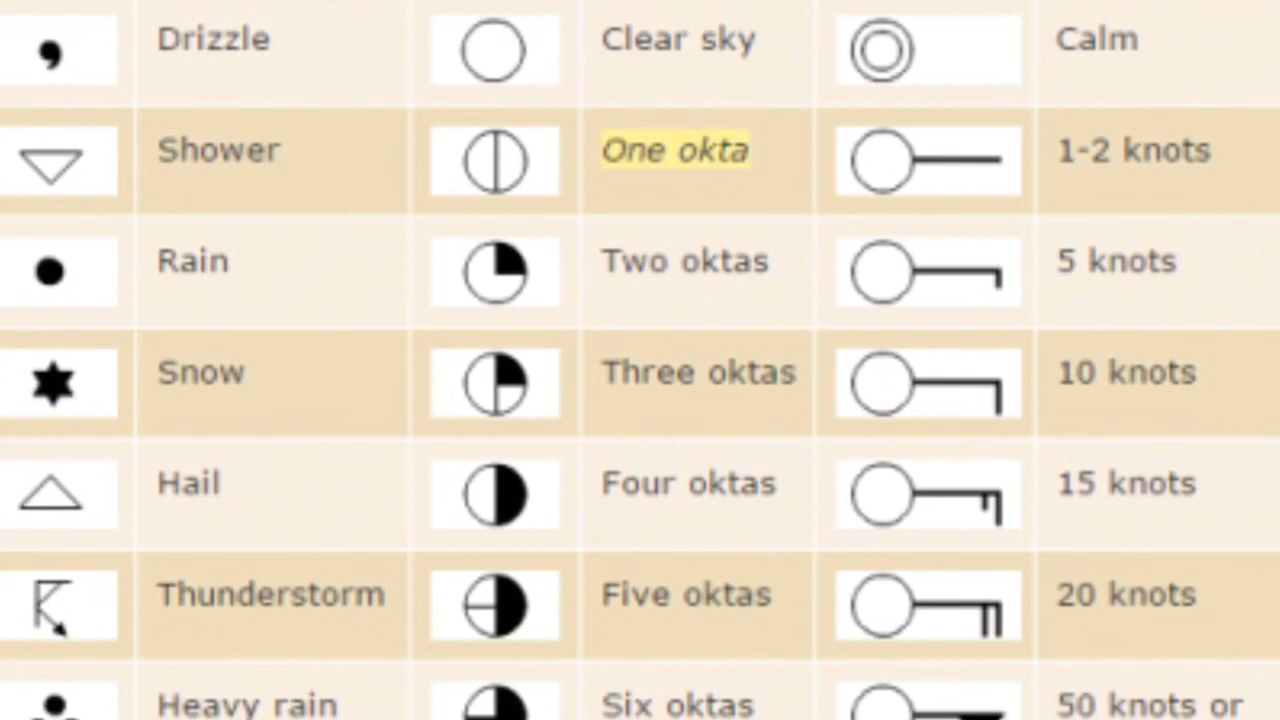 Drizzle Clear sky Calm
Shower One okta 1-2 knots
Rain Two oktas 5 knots
Snow Three oktas 10 knots
Hail Four oktas 15 knots
Thunderstorm Five oktas 20 knots
Heavy rain Six oktas 50 knots or